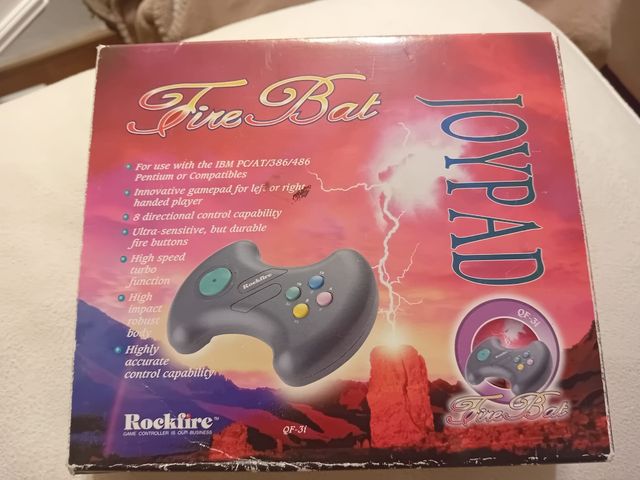 Fire Bat
JOYPAD
For use with the IBM PC/AT/386/486
Pentium or Compatibles
Innovative gamepad for left or right
handed player
8 directional control capability
Ultra-sensitive, but durable
fire buttons
High speed
turbo
function
High
impact
robust
body
Highly
accurate
control capability
Rockfire
QF-31
Fire Bat
Rockfire™
GAME CONTROLLER IS OUR BUSINESS
QF-31